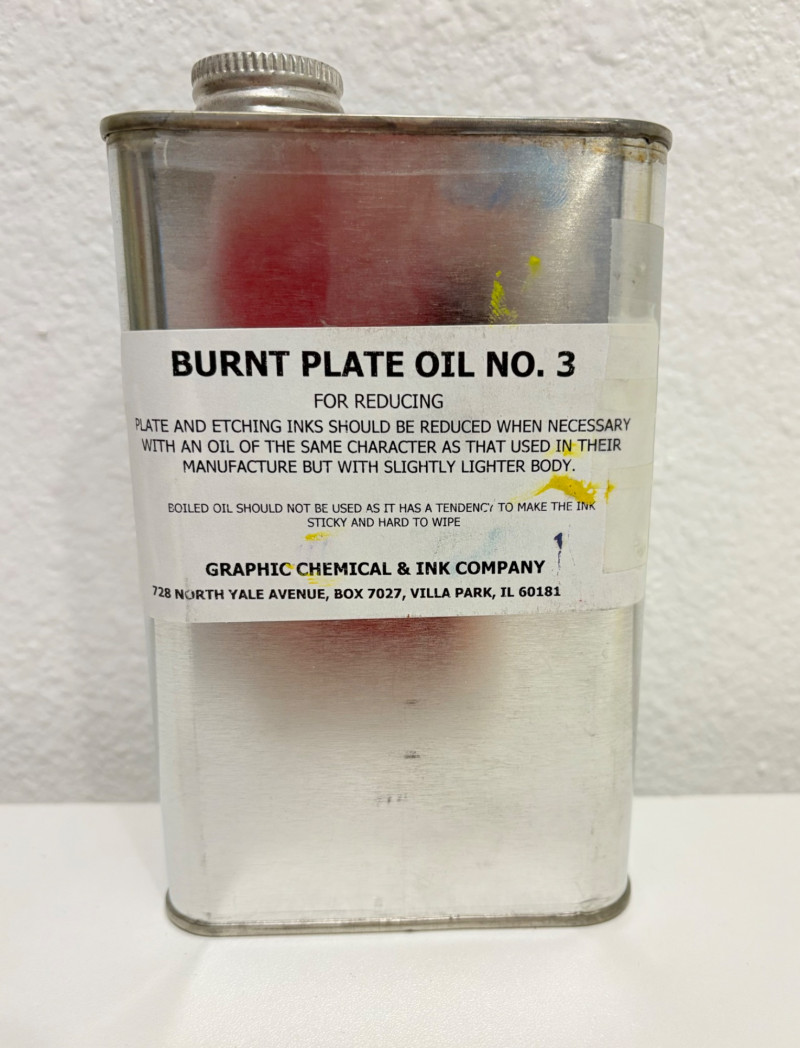 BURNT PLATE OIL NO. 3
FOR REDUCING
PLATE AND ETCHING INKS SHOULD BE REDUCED WHEN NECESSARY
WITH AN OIL OF THE SAME CHARACTER AS THAT USED IN THEIR
MANUFACTURE BUT WITH SLIGHTLY LIGHTER BODY.
BOILED OIL SHOULD NOT BE USED AS IT HAS A TENDENCY TO MAKE THE INK
STICKY AND HARD TO WIPE
GRAPHIC CHEMICAL & INK COMPANY
728 NORTH YALE AVENUE, BOX 7027, VILLA PARK, IL 60181